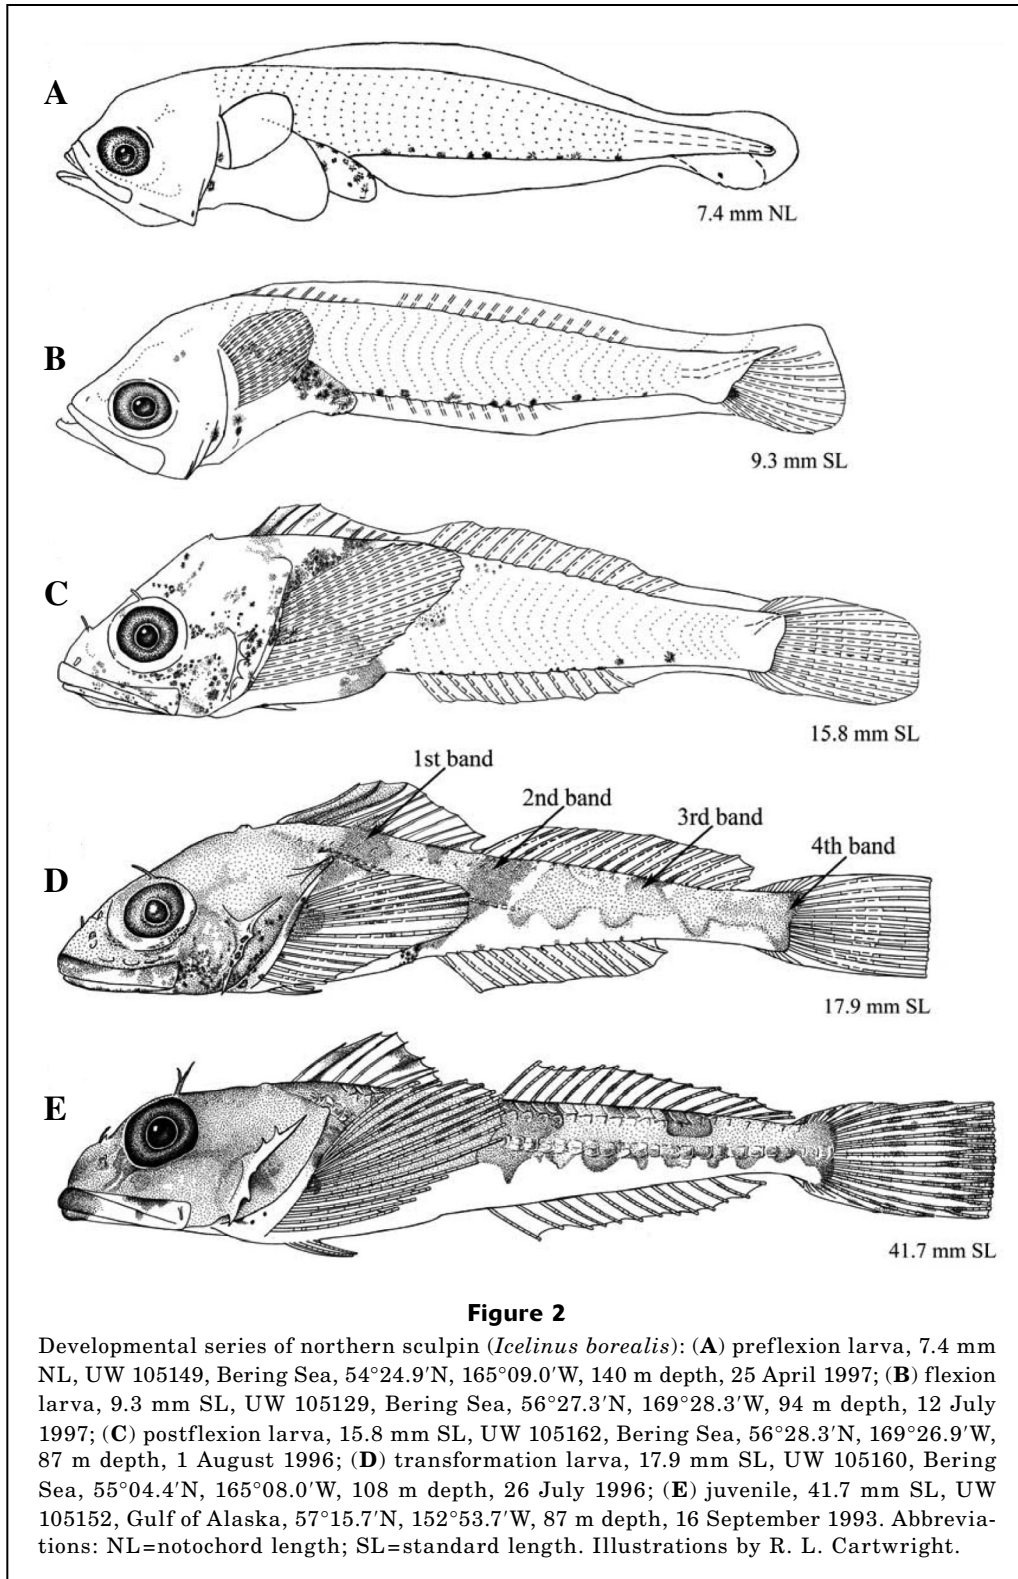 A
7.4 mm NL
B
9.3 mm SL
C
15.8 mm SL
1st band
2nd band
3rd band
4th band
D
17.9 mm SL
E
41.7 mm SL
Figure 2
Developmental series of northern sculpin (Icelinus borealis): (A) preflexion larva, 7.4 mm
NL, UW 105149, Bering Sea, 54°24.9′N, 165°09.0′W, 140 m depth, 25 April 1997; (B) flexion
larva, 9.3 mm SL, UW 105129, Bering Sea, 56°27.3′N, 169°28.3′W, 94 m depth, 12 July
1997; (C) postflexion larva, 15.8 mm SL, UW 105162, Bering Sea, 56°28.3′N, 169°26.9′W,
87 m depth, 1 August 1996; (D) transformation larva, 17.9 mm SL, UW 105160, Bering
Sea, 55°04.4′N, 165°08.0′W, 108 m depth, 26 July 1996; (E) juvenile, 41.7 mm SL, UW
105152, Gulf of Alaska, 57°15.7′N, 152°53.7′W, 87 m depth, 16 September 1993. Abbrevia-
tions: NL=notochord length; SL=standard length. Illustrations by R. L. Cartwright.